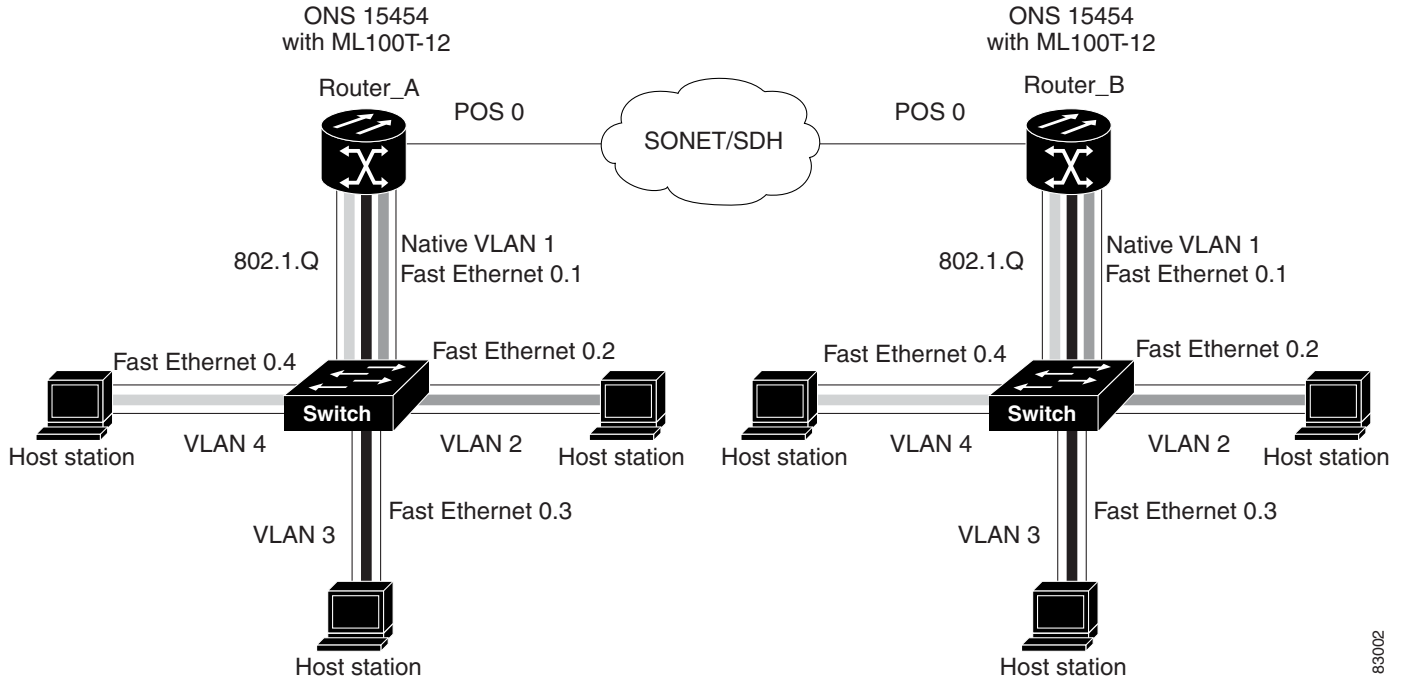 ONS 15454
with ML100T-12
Router_A
POS 0
SONET/SDH
POS 0
ONS 15454
with ML100T-12
Router_B
802.1.Q
Native VLAN 1
Fast Ethernet 0.1
802.1.Q
Native VLAN 1
Fast Ethernet 0.1
Fast Ethernet 0.4
Fast Ethernet 0.2
Fast Ethernet 0.4
Fast Ethernet 0.2
Switch
Switch
Host station
VLAN 4
VLAN 2
Host station
Host station
VLAN 4
VLAN 2
Host station
VLAN 3
Fast Ethernet 0.3
VLAN 3
Fast Ethernet 0.3
Host station
Host station
83002